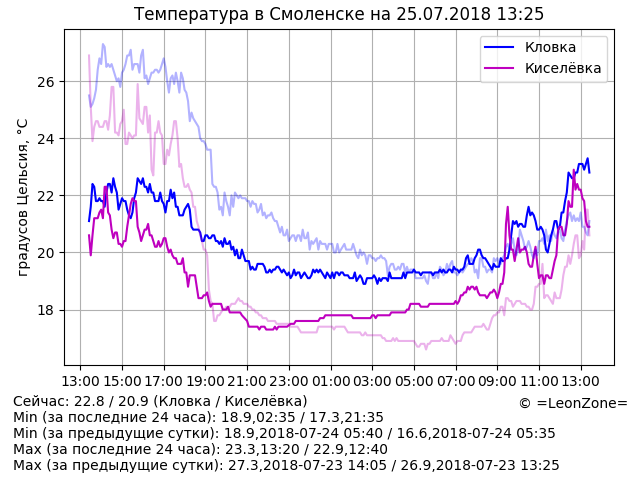 Температура в Смоленске на 25.07.2018 13:25
Кловка
Киселёвка
градусов Цельсия, °C
26
24
22
20
18
13:00 15:00 17:00 19:00 21:00 23:00 01:00 03:00 05:00 07:00 09:00 11:00 13:00
Сейчас: 22.8 / 20.9 (Кловка / Киселёвка)
© =LeonZone=
Min (за последние 24 часа): 18.9,02:35 / 17.3,21:35
Min (за предыдущие сутки): 18.9,2018-07-24 05:40 / 16.6,2018-07-24 05:35
Max (за последние 24 часа): 23.3,13:20 / 22.9,12:40
Max (за предыдущие сутки): 27.3,2018-07-23 14:05 / 26.9,2018-07-23 13:25